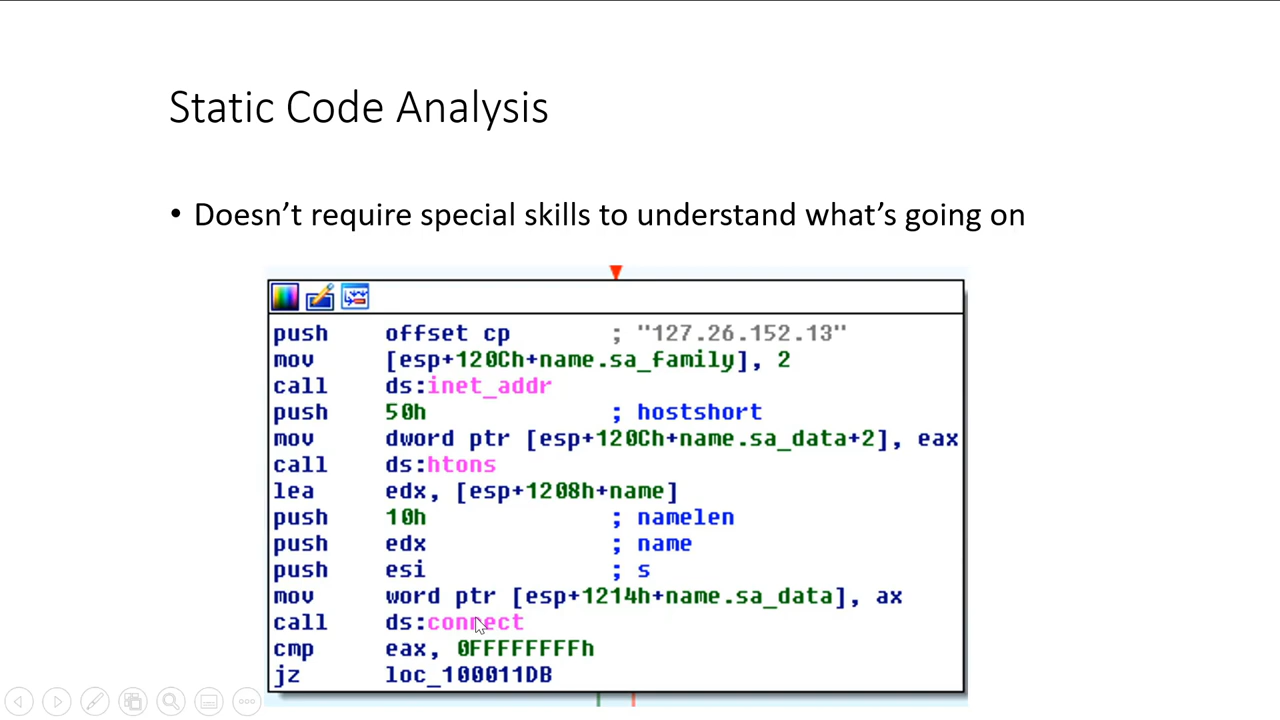 Static Code Analysis
• Doesn’t require special skills to understand what’s going on
push offset cp ; "127.26.152.13"
mov [esp+120Ch+name.sa_family], 2
call ds:inet_addr
push 50h ; hostshort
mov dword ptr [esp+120Ch+name.sa_data+2], eax
call ds:htons
lea edx, [esp+1208h+name]
push 10h ; namelen
push edx ; name
push esi ; s
mov word ptr [esp+1214h+name.sa_data], ax
call ds:connect
cmp eax, 0FFFFFFFFh
jz loc_100011DB